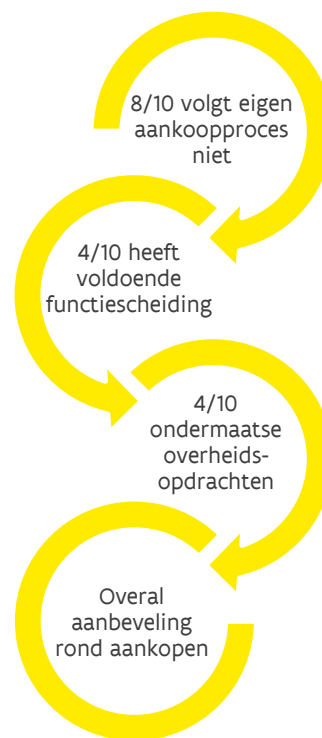 8/10 volgt eigen
aankoopproces
niet
4/10 heeft
voldoende
functiescheiding
4/10
ondermaatse
overheids-
opdrachten
Overal
aanbeveling
rond aankopen